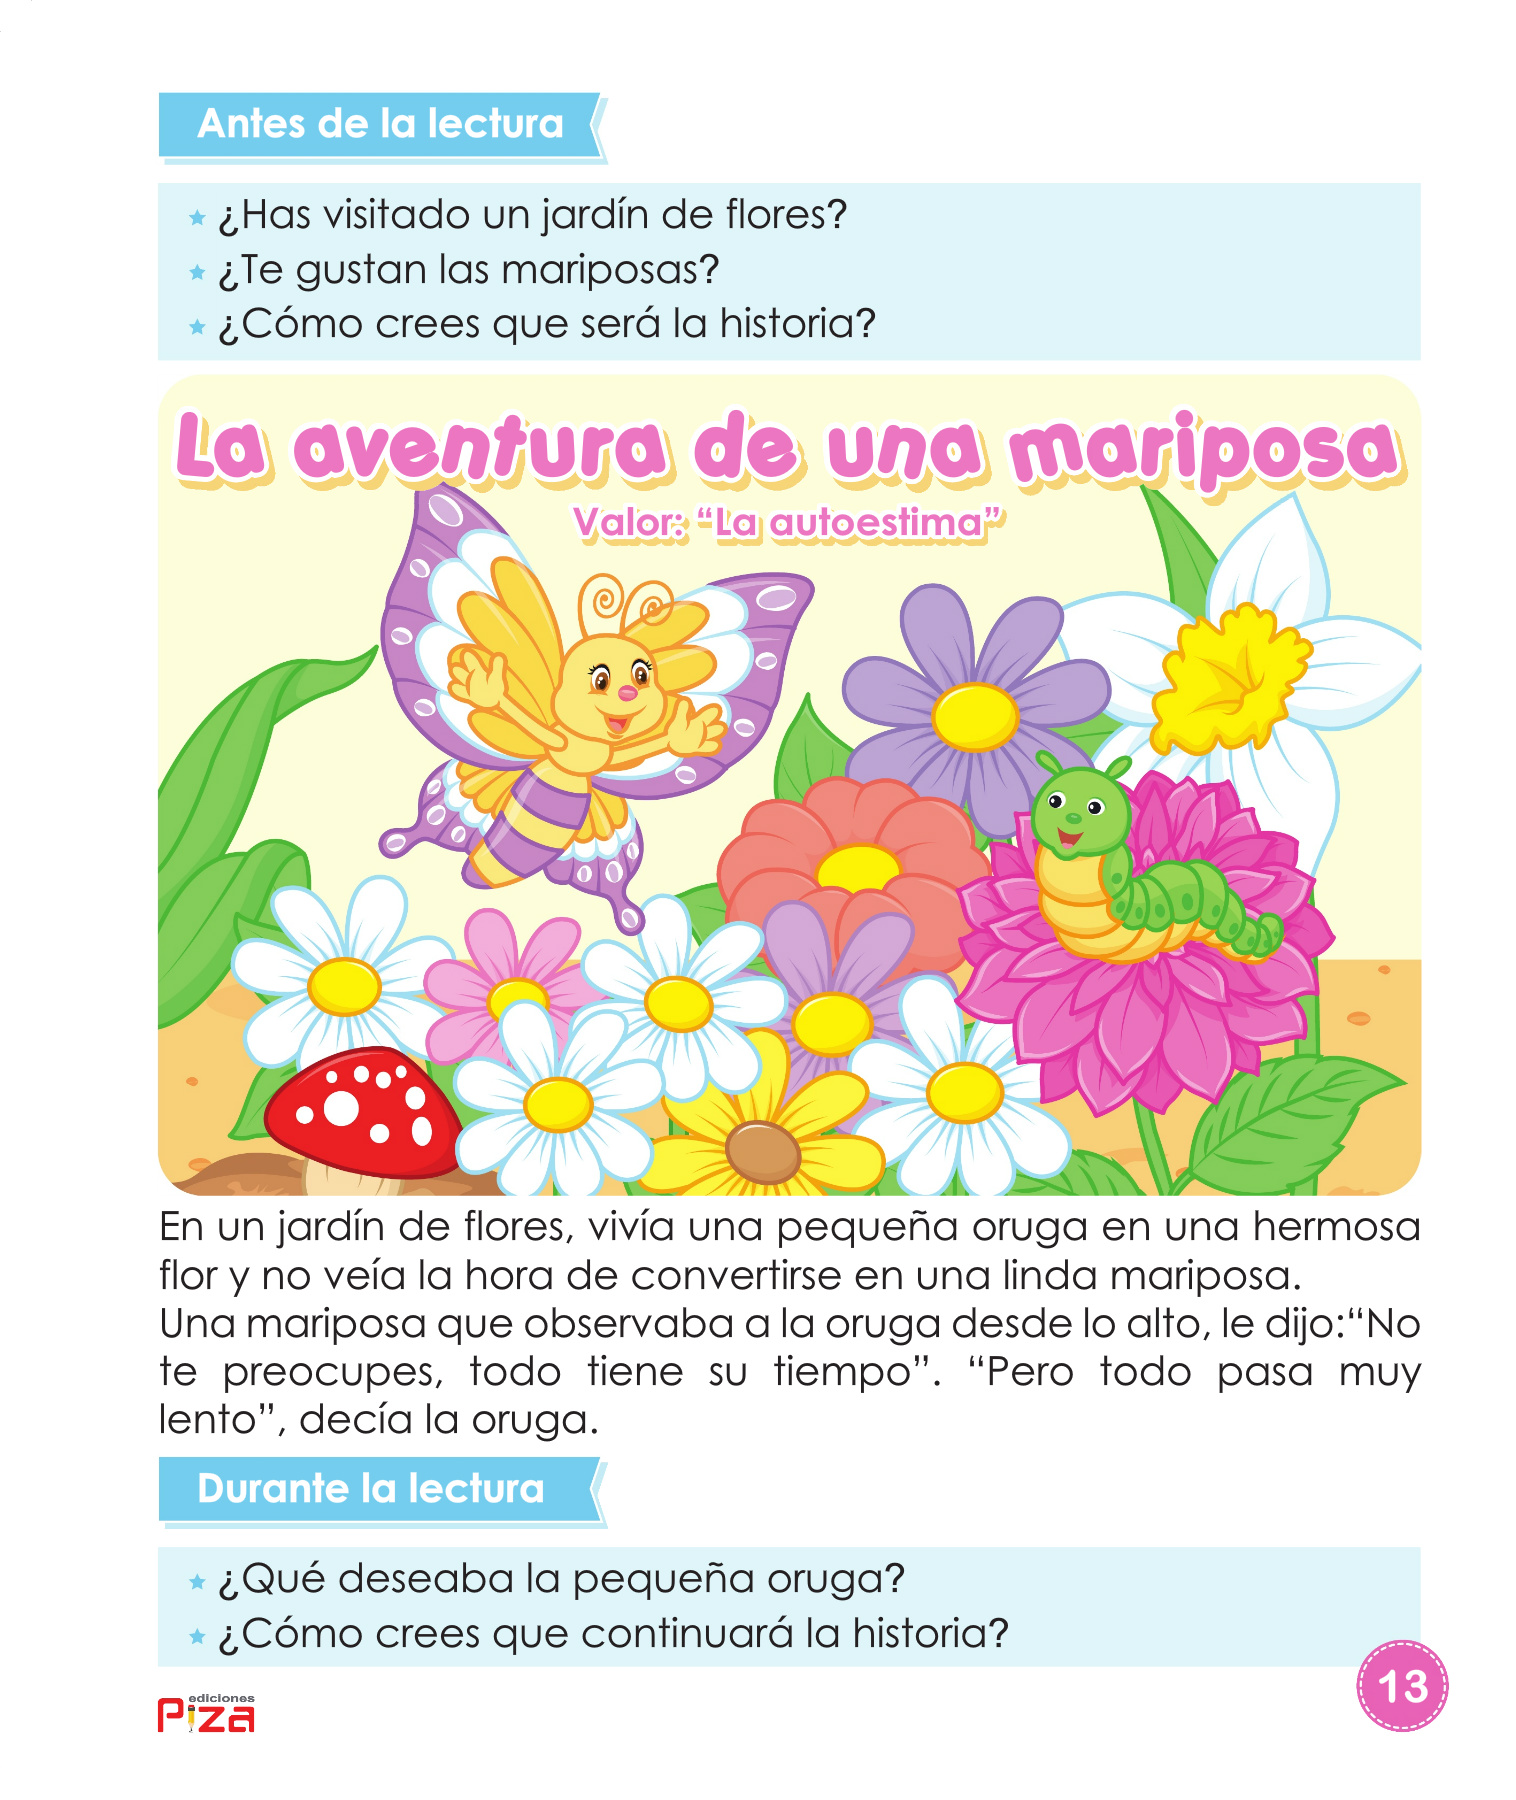 Antes de la lectura
¿Has visitado un jardín de flores?
¿Te gustan las mariposas?
¿Cómo crees que será la historia?
La aventura de una mariposa
Valor: “La autoestima”
En un jardín de flores, vivía una pequeña oruga en una hermosa
flor y no veía la hora de convertirse en una linda mariposa.
Una mariposa que observaba a la oruga desde lo alto, le dijo:“No
te preocupes, todo tiene su tiempo”. “Pero todo pasa muy
lento”, decía la oruga.
Durante la lectura
¿Qué deseaba la pequeña oruga?
¿Cómo crees que continuará la historia?
ediciones
Piza
13